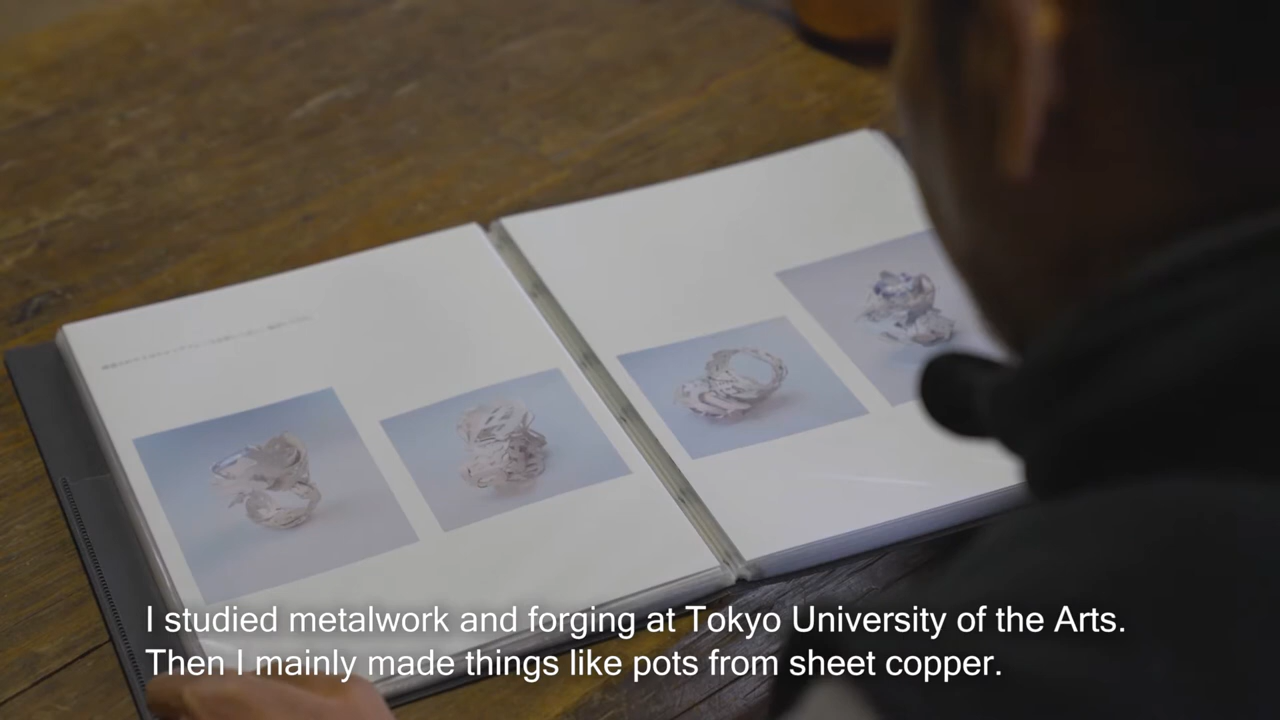 I studied metalwork and forging at Tokyo University of the Arts.
Then I mainly made things like pots from sheet copper.